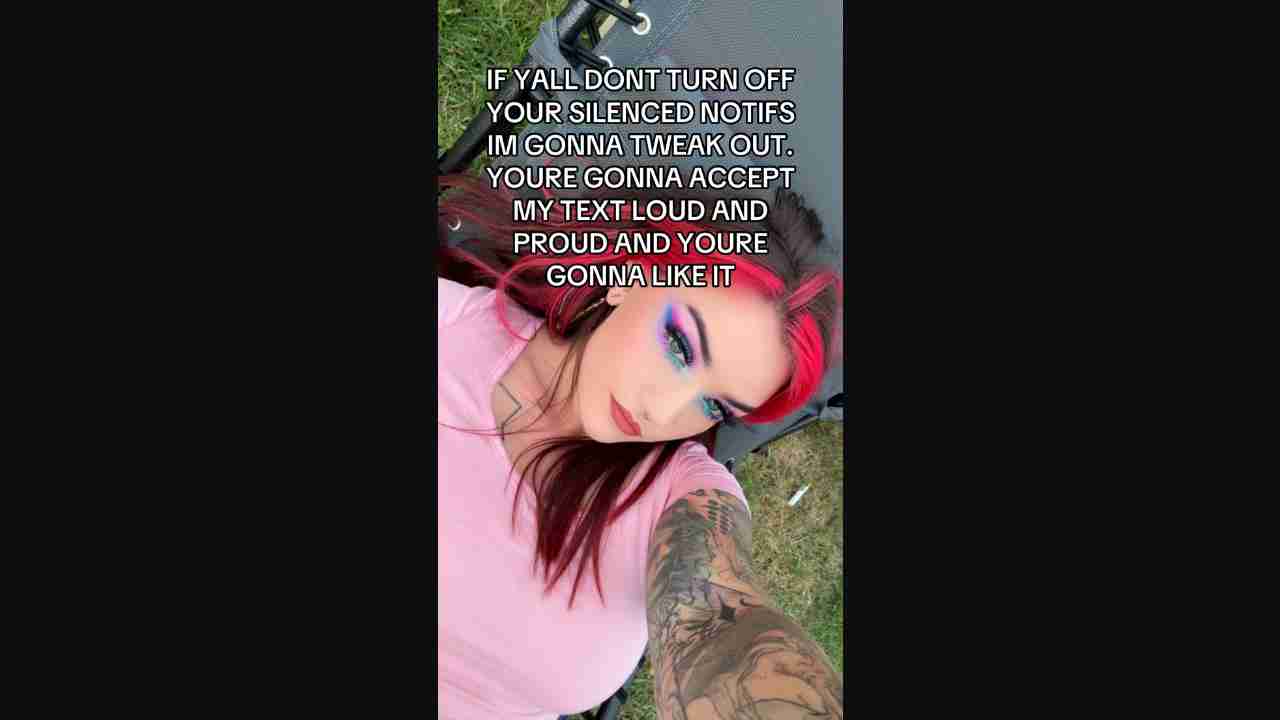 IF YALL DONT TURN OFF
YOUR SILENCED NOTIFS
IM GONNA TWEAK OUT.
YOURE GONNA ACCEPT
MY TEXT LOUD AND
PROUD AND YOURE
GONNA LIKE IT